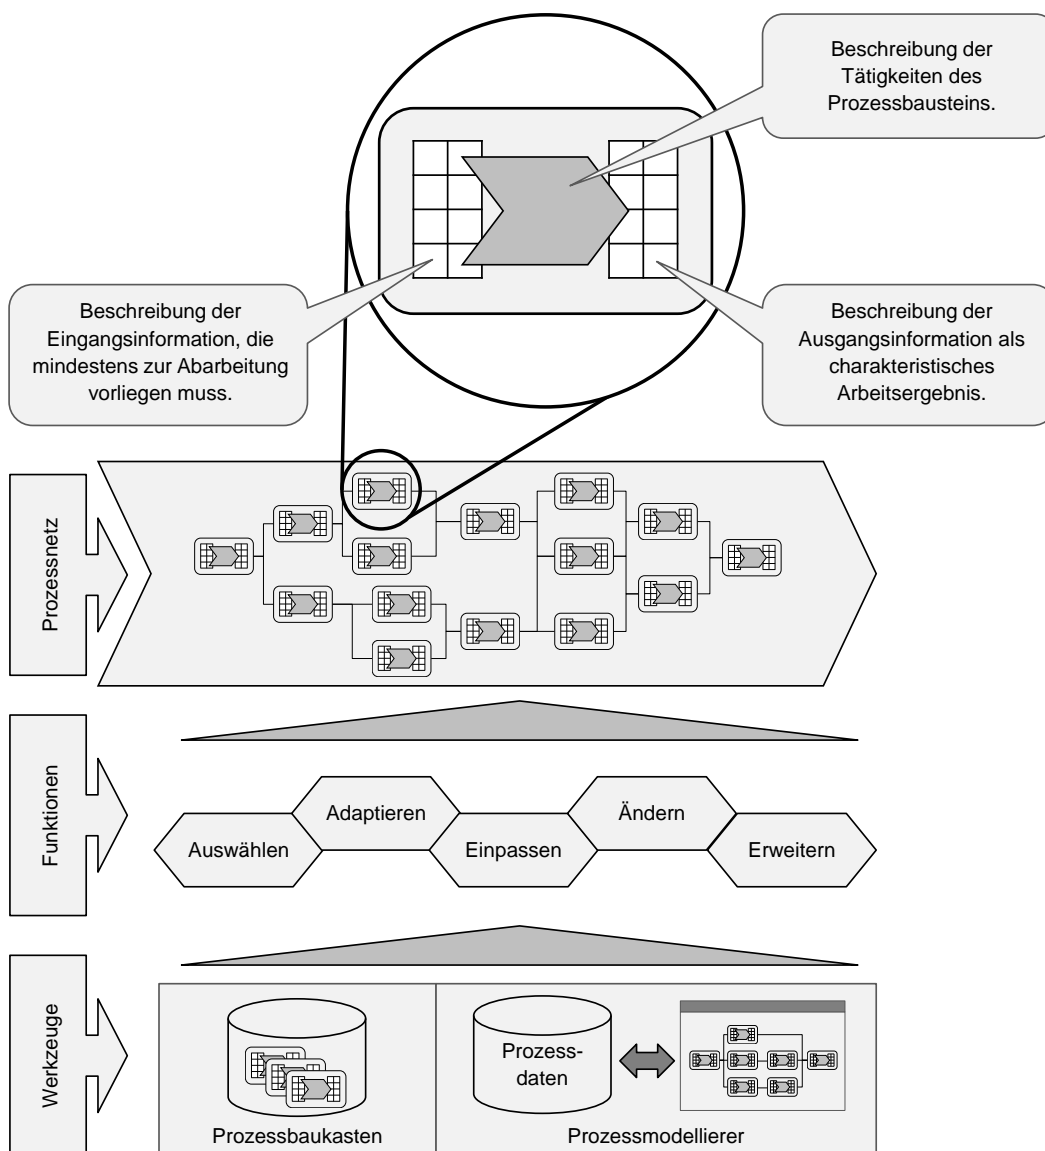 Beschreibung der
Tätigkeiten des
Prozessbausteins.
Beschreibung der
Eingangsinformation, die
mindestens zur Abarbeitung
vorliegen muss.
Beschreibung der
Ausgangsinformation als
charakteristisches
Arbeitsergebnis.
Prozessnetz
Funktionen
Auswählen
Adaptieren
Einpassen
Ändern
Erweitern
Werkzeuge
Prozess-
daten
Prozessbaukasten
Prozessmodellierer